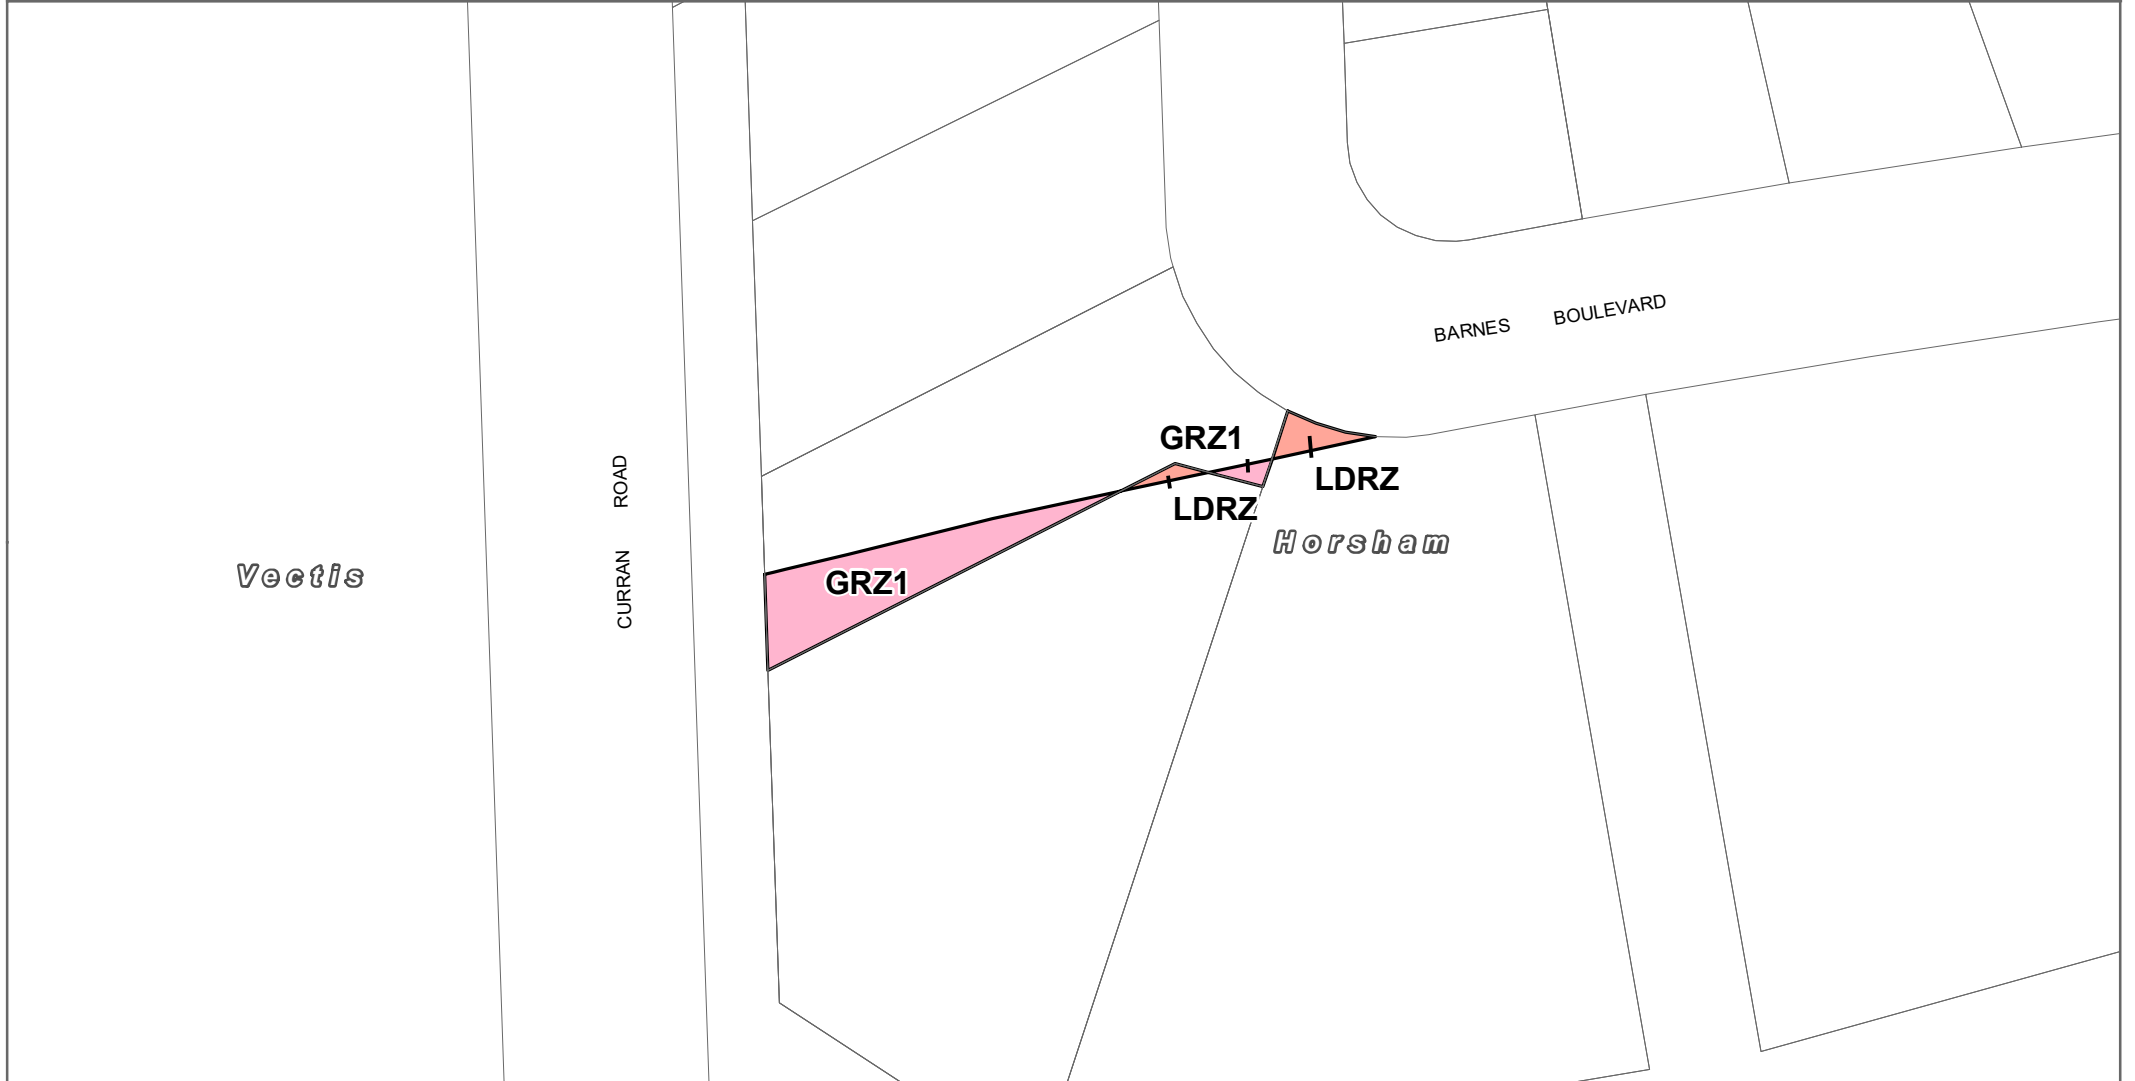 BARNES BOULEVARD
GRZ1
LDRZ
LDRZ
Horsham
Vectis
CURRAN ROAD
GRZ1